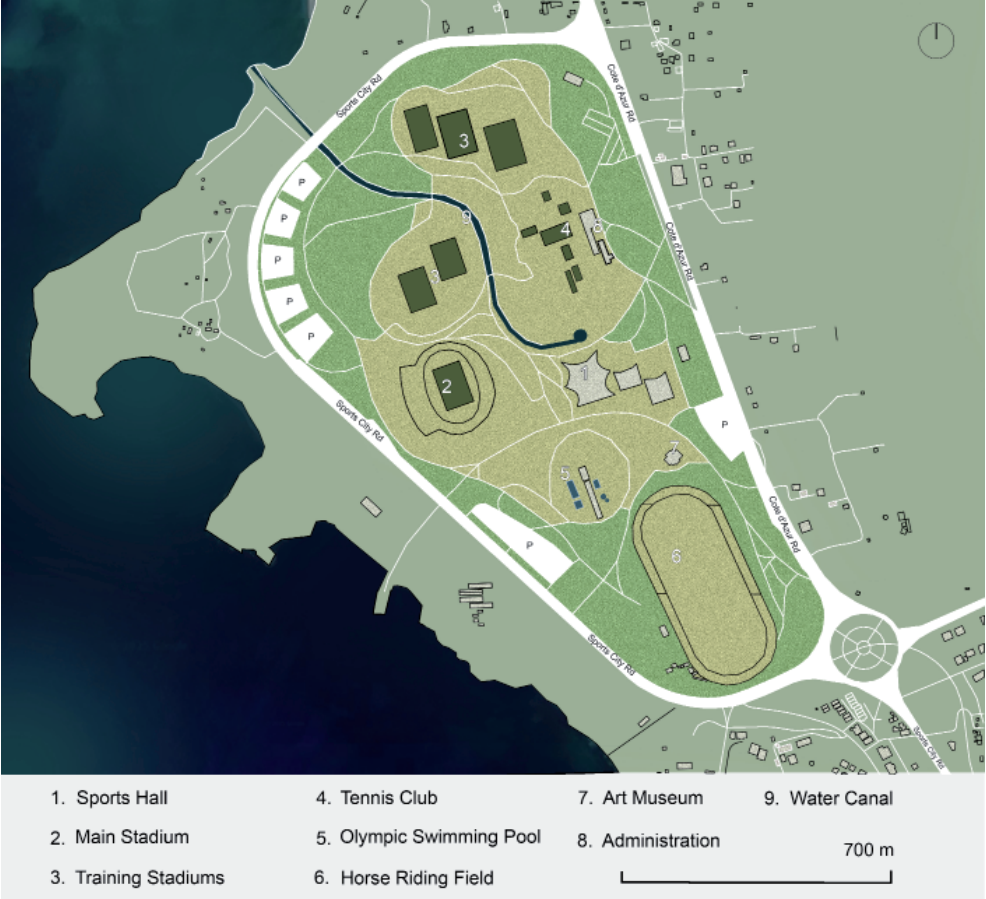 Sports City Rd
Cote d'Azur Rd
3
P
P
9
4
8
Cote d'Azur Rd
P
P
P
1
2
Sports City Rd
P
7
5
Cote d'Azur Rd
P
6
Sports City Rd
Sports City Rd
1. Sports Hall
4. Tennis Club
7. Art Museum
9. Water Canal
2. Main Stadium
5. Olympic Swimming Pool
8. Administration
700 m
3. Training Stadiums
6. Horse Riding Field